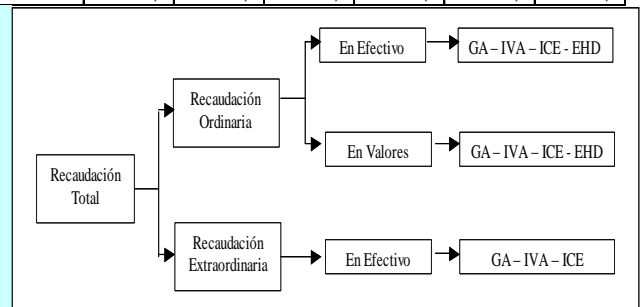 En Efectivo
GA – IVA – ICE - EHD
Recaudación
Ordinaria
En Valores
GA – IVA – ICE - EHD
Recaudación
Total
Recaudación
Extraordinaria
En Efectivo
GA – IVA – ICE